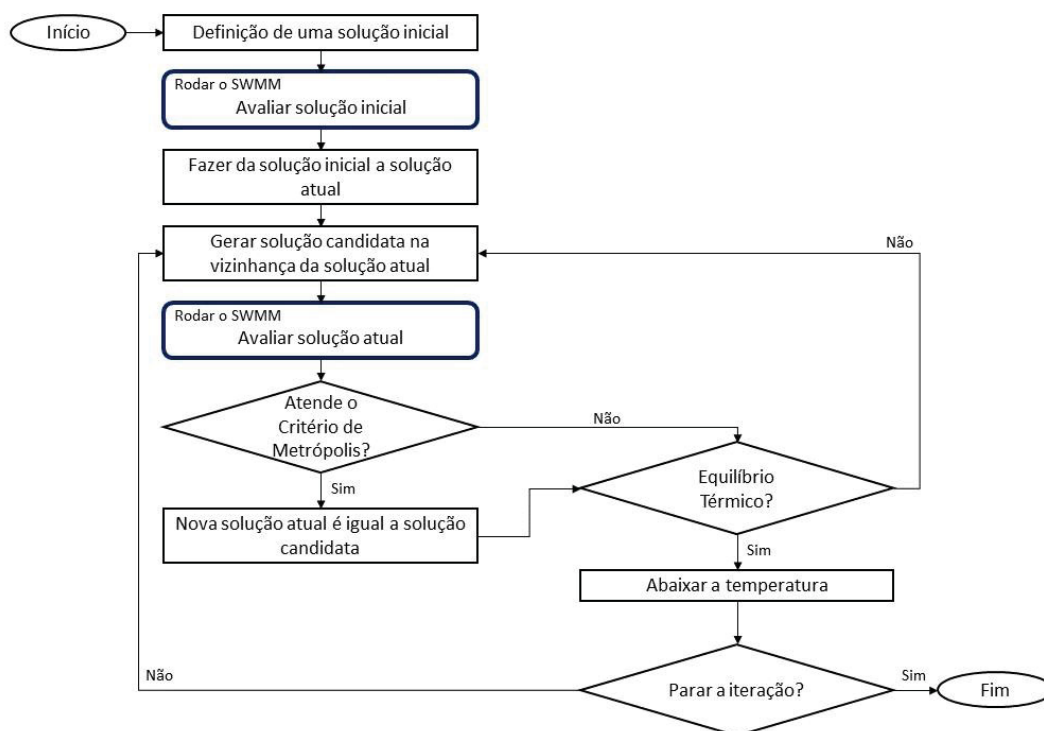 Início
Definição de uma solução inicial
Rodar o SWMM
Avaliar solução inicial
Fazer da solução inicial a solução
atual
Gerar solução candidata na
vizinhança da solução atual
Não
Rodar o SWMM
Avaliar solução atual
Atende o
Critério de
Metrópolis?
Não
Sim
Equilíbrio
Térmico?
Nova solução atual é igual a solução
candidata
Sim
Abaixar a temperatura
Não
Parar a iteração?
Sim
Fim